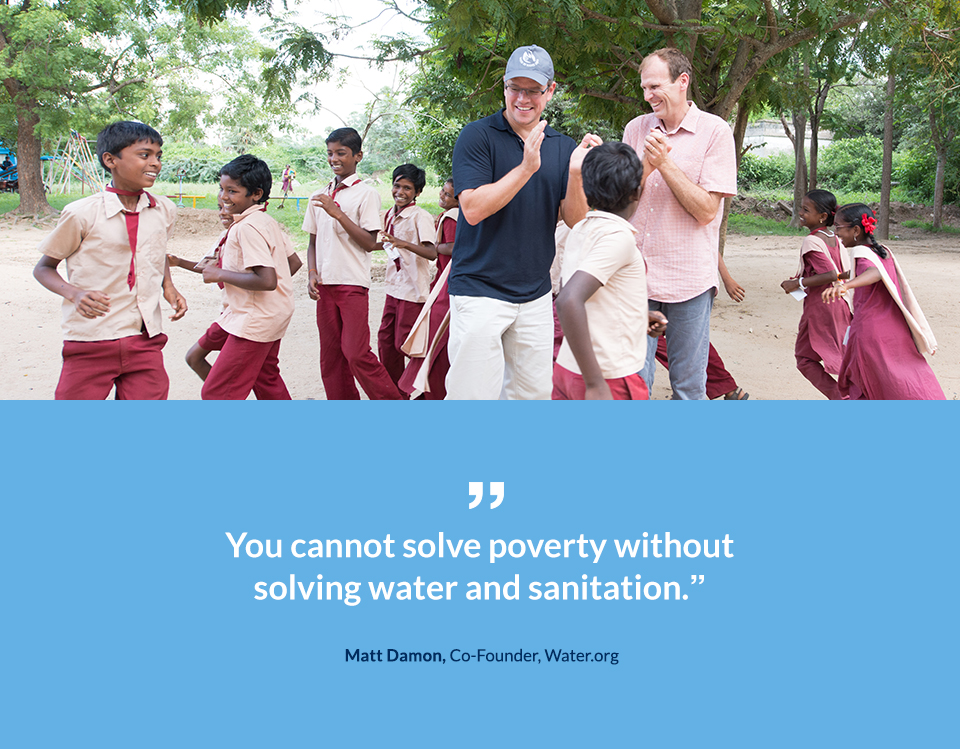 ”
You cannot solve poverty without
solving water and sanitation.”
Matt Damon, Co-Founder, Water.org